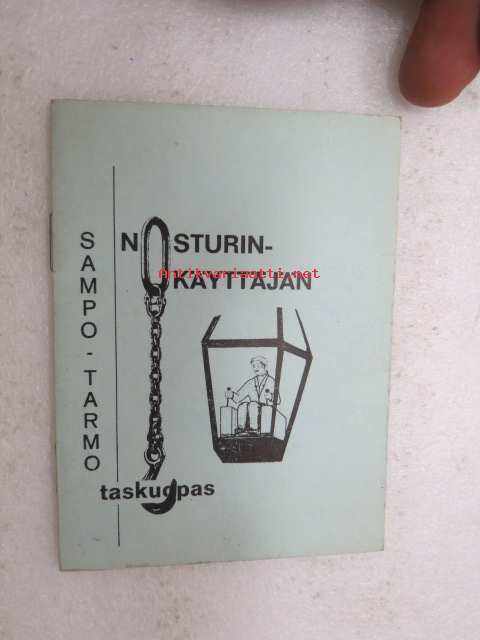 SAMPO-TARMO
NOSTURIN-
KÄYTTÄJÄN
taskuopas
Antikvariaatti.net